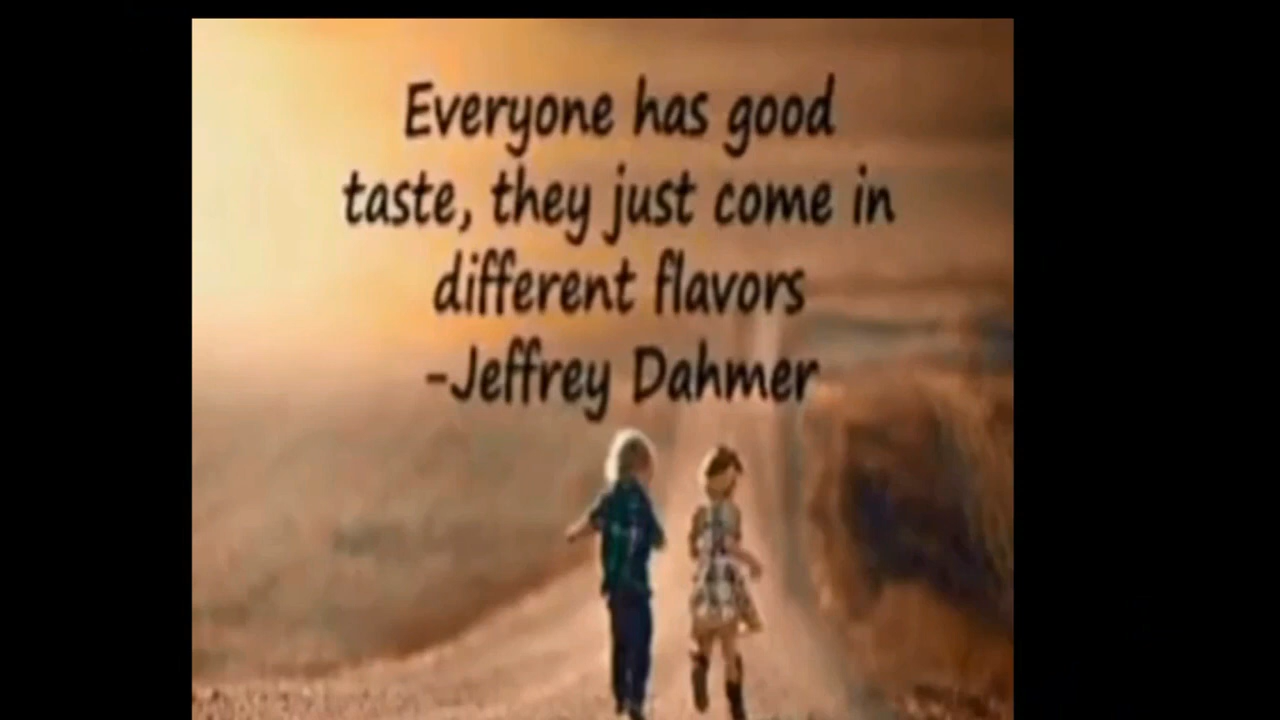 Everyone has good
taste, they just come in
different flavors
-Jeffrey Dahmer